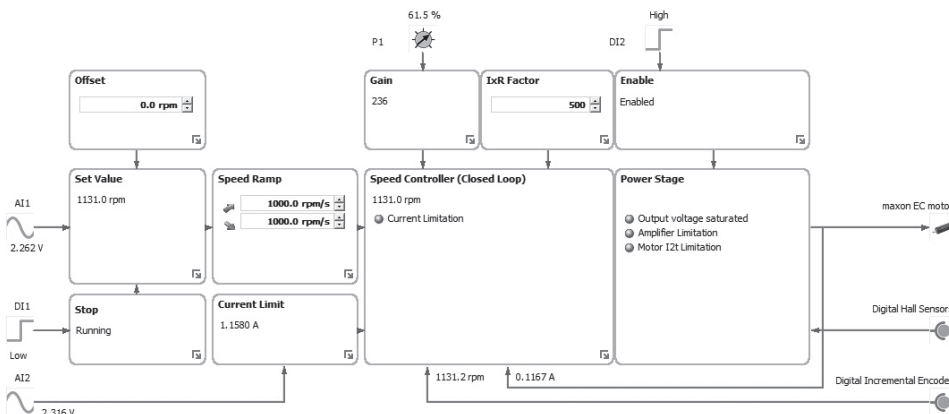 61.5 %
High
P1
DI2
Offset
0.0 rpm
Gain
236
IxR Factor
500
Enable
Enabled
Set Value
1131.0 rpm
Speed Ramp
1000.0 rpm/s
1000.0 rpm/s
Speed Controller (Closed Loop)
1131.0 rpm
Current Limitation
Power Stage
Output voltage saturated
Amplifier Limitation
Motor I2t Limitation
AI1
2.262 V
maxon EC moto
DI1
Low
Stop
Running
Current Limit
1.1580 A
Digital Hall Sensor
AI2
2.316 V
1131.2 rpm
0.1167 A
Digital Incremental Encode